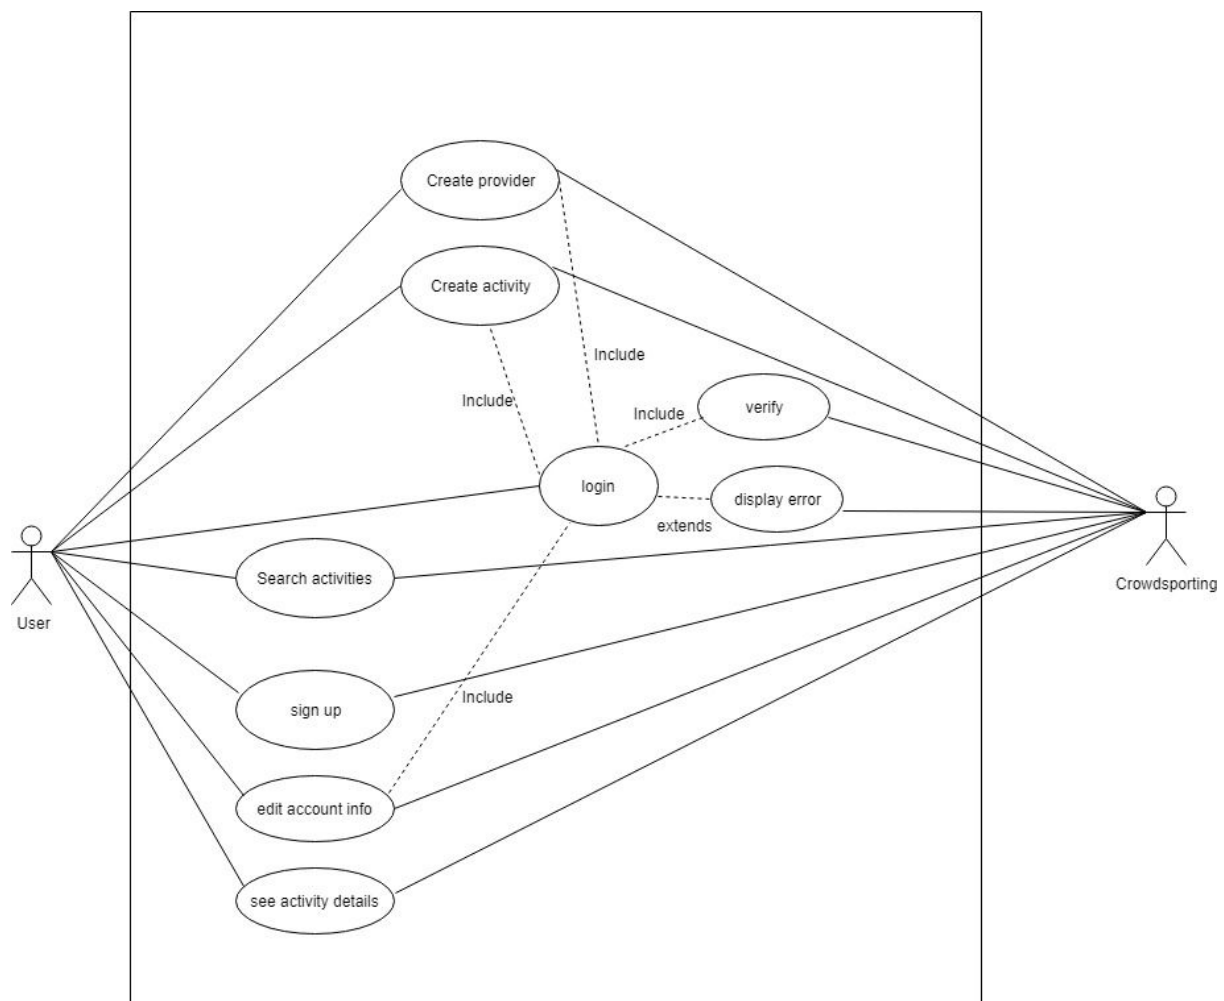 Create provider
Create activity
Include
Include
Include
verify
login
display error
extends
Search activities
User
Crowdsporting
sign up
Include
edit account info
see activity details